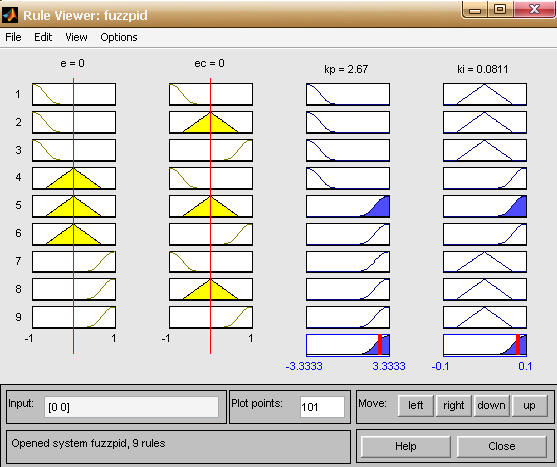 Rule Viewer: fuzzpid
File Edit View Options
e = 0 ec = 0 kp = 2.67 ki = 0.0811
1
2
3
4
5
6
7
8
9
-1 1 -1 1
-3.3333 3.3333 -0.1 0.1
Input: [0 0] Plot points: 101 Move: left right down up
Opened system fuzzpid, 9 rules Help Close